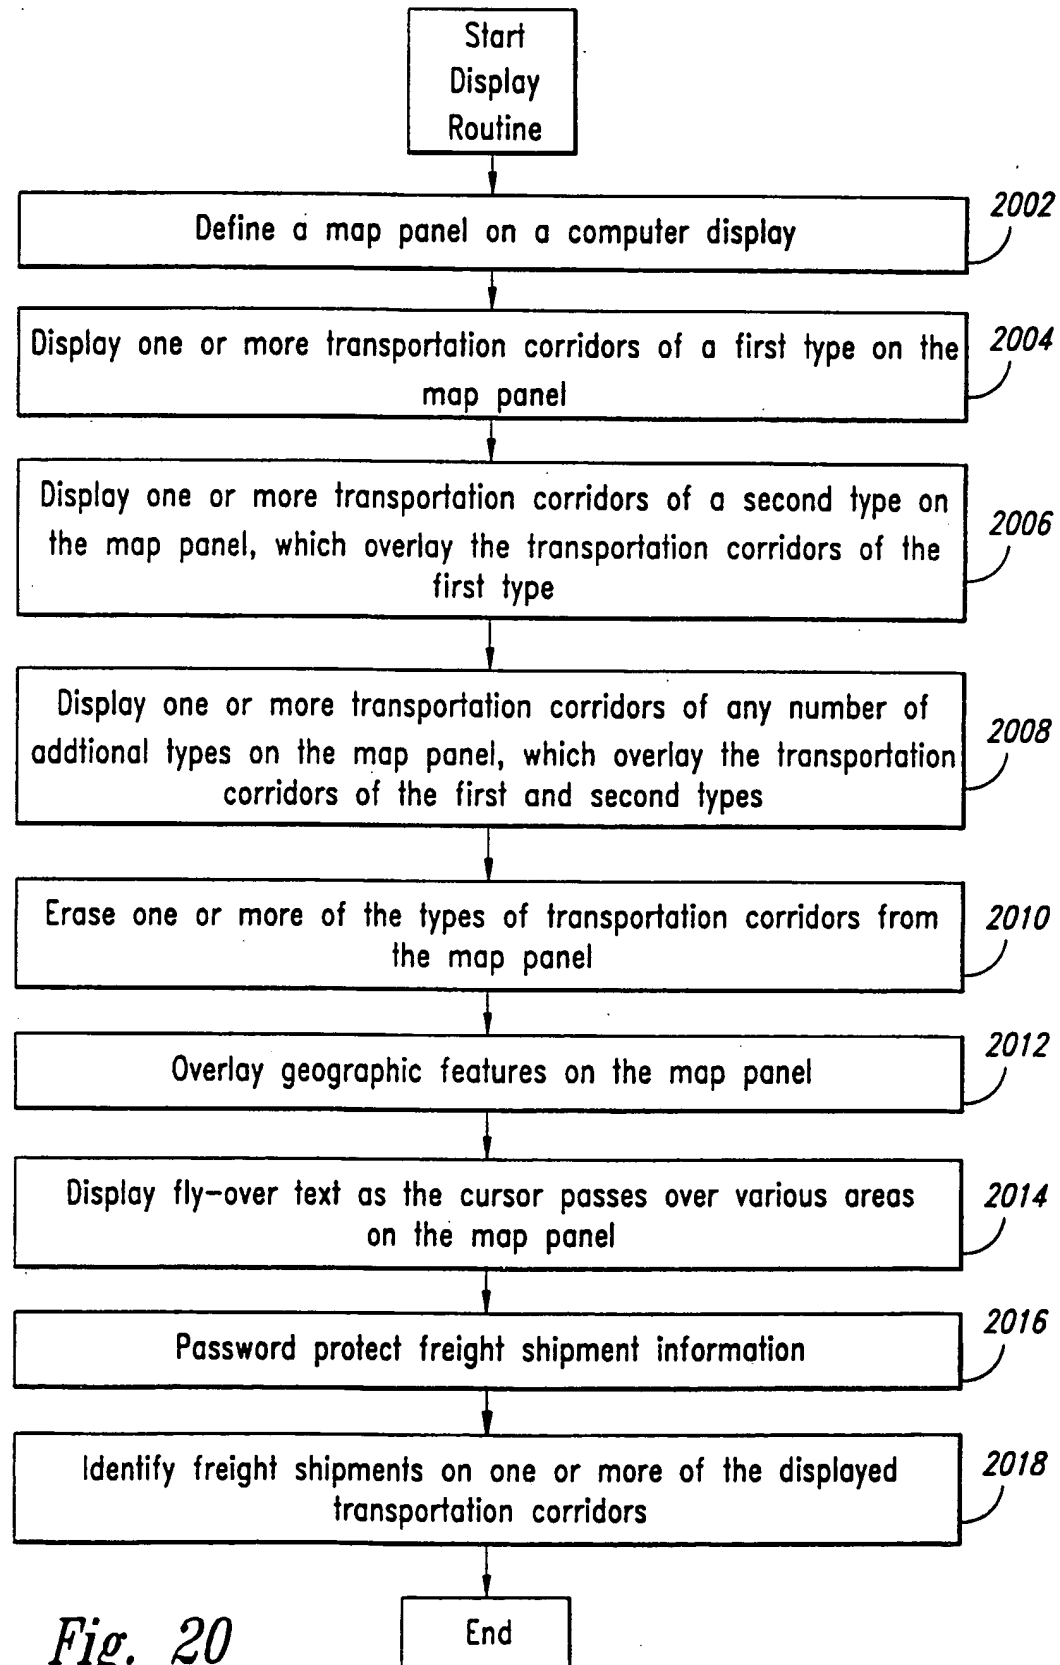 Start
Display
Routine
Define a map panel on a computer display
2002
Display one or more transportation corridors of a first type on the
map panel
2004
Display one or more transportation corridors of a second type on
the map panel, which overlay the transportation corridors of the
first type
2006
Display one or more transportation corridors of any number of
addtional types on the map panel, which overlay the transportation
corridors of the first and second types
2008
Erase one or more of the types of transportation corridors from
the map panel
2010
Overlay geographic features on the map panel
2012
Display fly-over text as the cursor passes over various areas
on the map panel
2014
Password protect freight shipment information
2016
Identify freight shipments on one or more of the displayed
transportation corridors
2018
End
Fig. 20